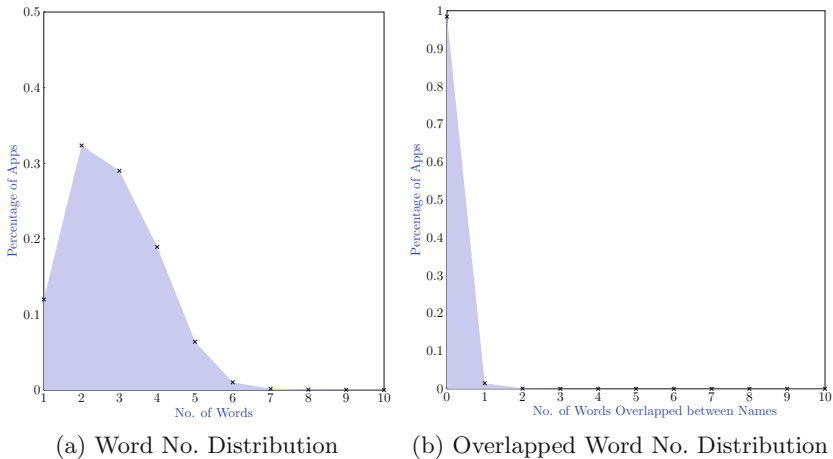 0.5
0.4
0.3
0.2
0.1
0
Percentage of Apps
1 2 3 4 5 6 7 8 9 10
No. of Words
(a) Word No. Distribution
1
0.9
0.8
0.7
0.6
0.5
0.4
0.3
0.2
0.1
0
Percentage of Apps
0 1 2 3 4 5 6 7 8 9 10
No. of Words Overlapped between Names
(b) Overlapped Word No. Distribution